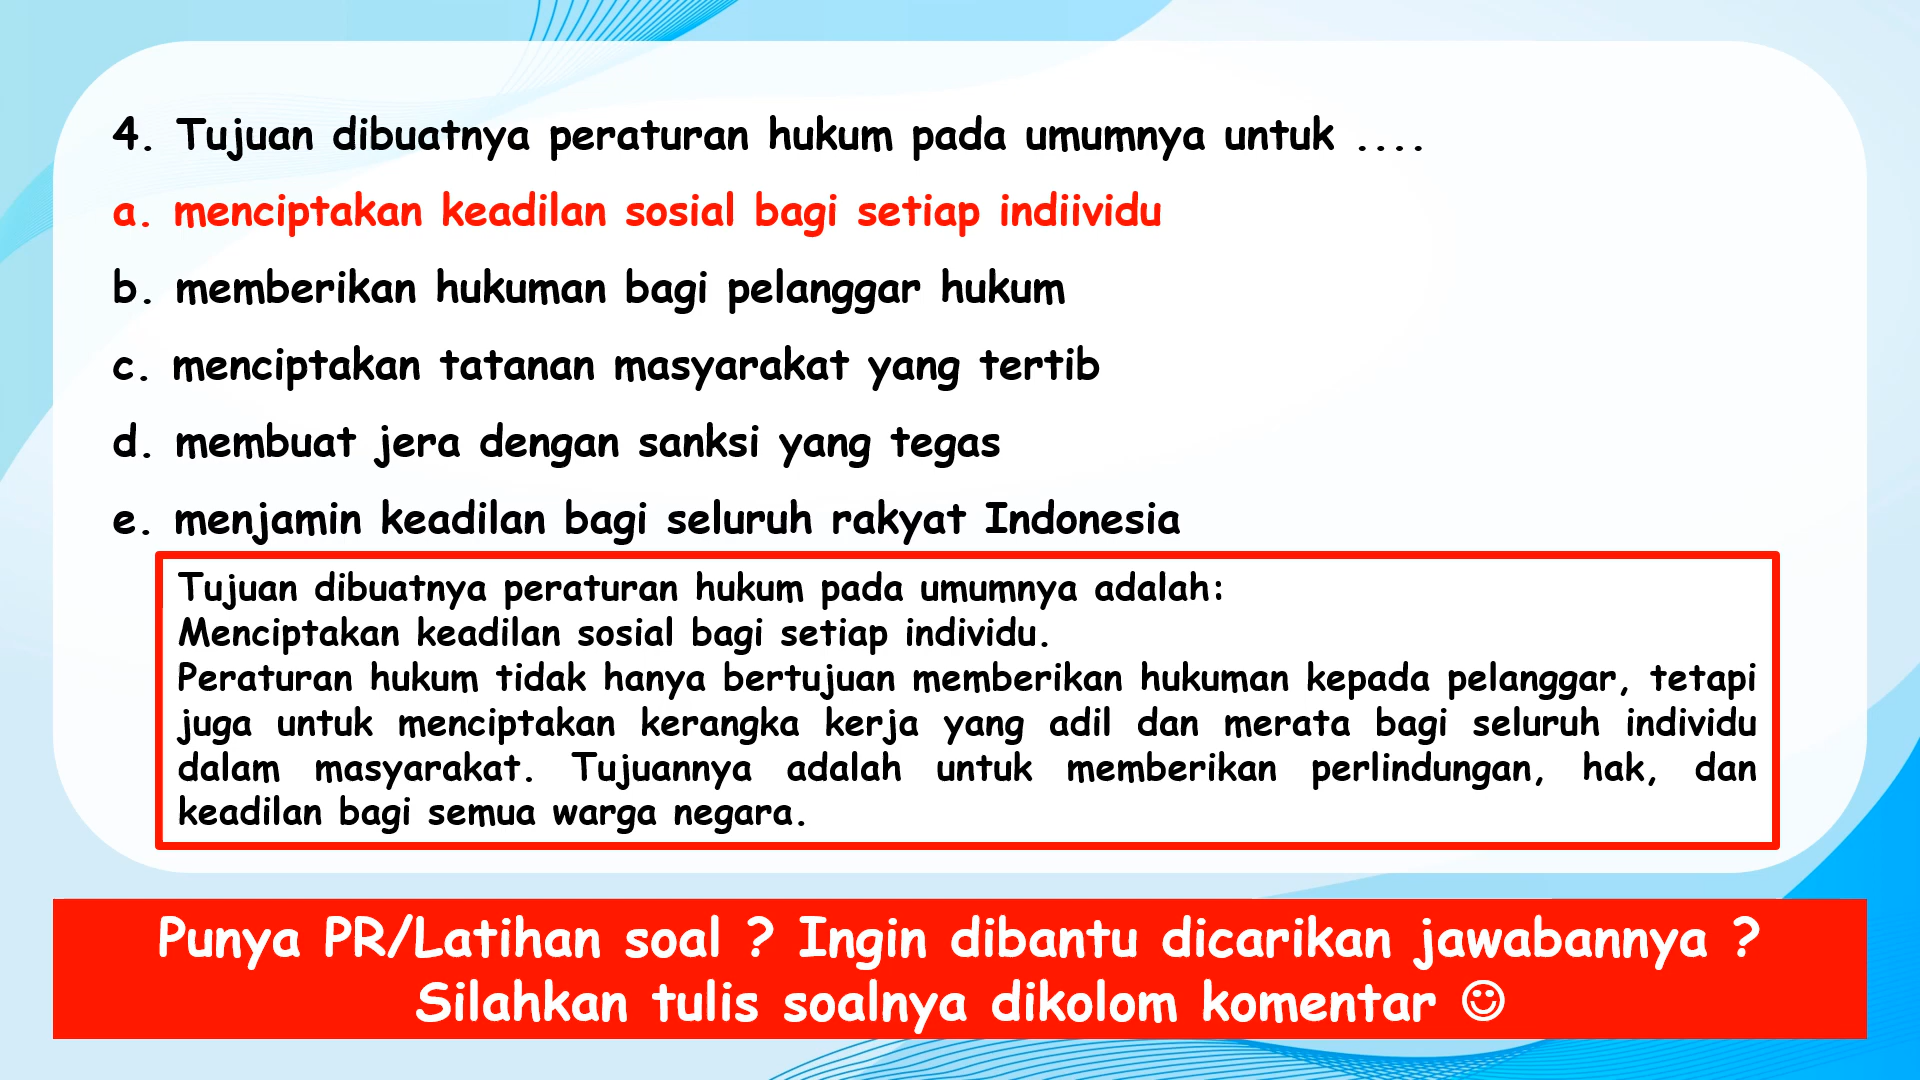 4. Tujuan dibuatnya peraturan hukum pada umumnya untuk ....
a. menciptakan keadilan sosial bagi setiap indiividu
b. memberikan hukuman bagi pelanggar hukum
c. menciptakan tatanan masyarakat yang tertib
d. membuat jera dengan sanksi yang tegas
e. menjamin keadilan bagi seluruh rakyat Indonesia
Tujuan dibuatnya peraturan hukum pada umumnya adalah:
Menciptakan keadilan sosial bagi setiap individu.
Peraturan hukum tidak hanya bertujuan memberikan hukuman kepada pelanggar, tetapi
juga untuk menciptakan kerangka kerja yang adil dan merata bagi seluruh individu
dalam masyarakat. Tujuannya adalah untuk memberikan perlindungan, hak, dan
keadilan bagi semua warga negara.
Punya PR/Latihan soal ? Ingin dibantu dicarikan jawabannya ?
Silahkan tulis soalnya dikolom komentar ☺